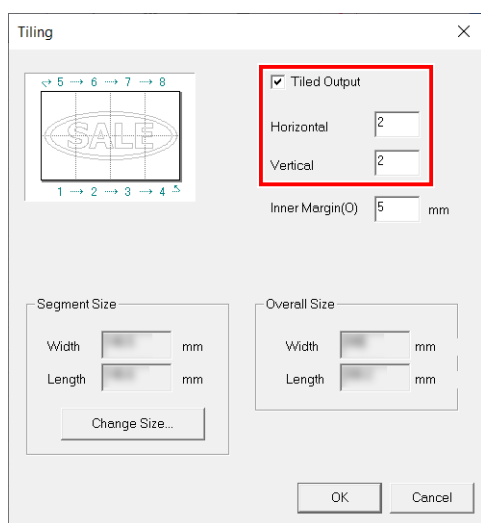 Tiling
5 → 6 → 7 → 8
SALE
1 → 2 → 3 → 4
Tiled Output
Horizontal 2
Vertical 2
Inner Margin(O) 5 mm
Segment Size
Width mm
Length mm
Change Size...
Overall Size
Width mm
Length mm
OK
Cancel